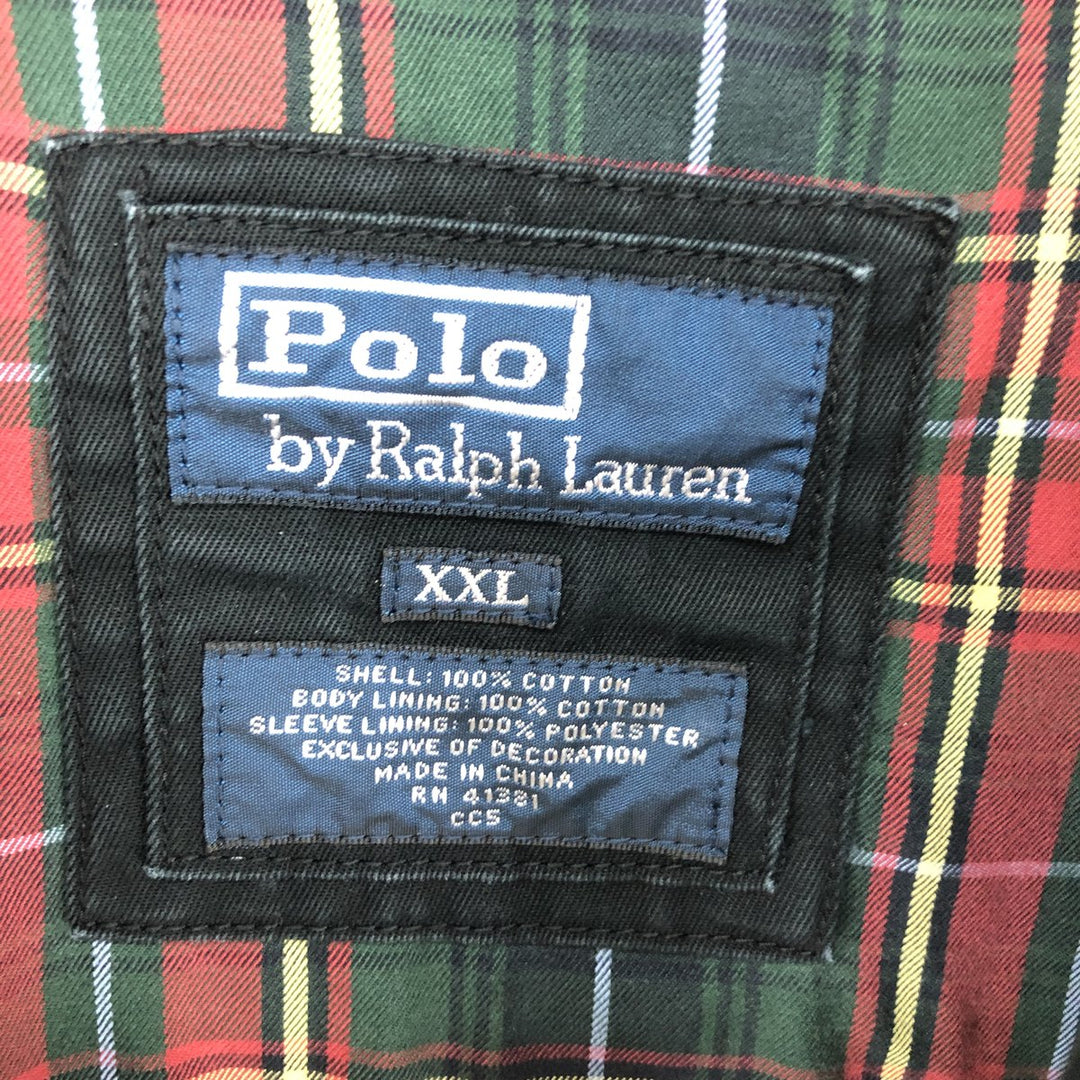 Polo
by Ralph Lauren
XXL
SHELL: 100% COTTON
BODY LINING: 100% COTTON
SLEEVE LINING: 100% POLYESTER
EXCLUSIVE OF DECORATION
MADE IN CHINA
RN 41381
CC5